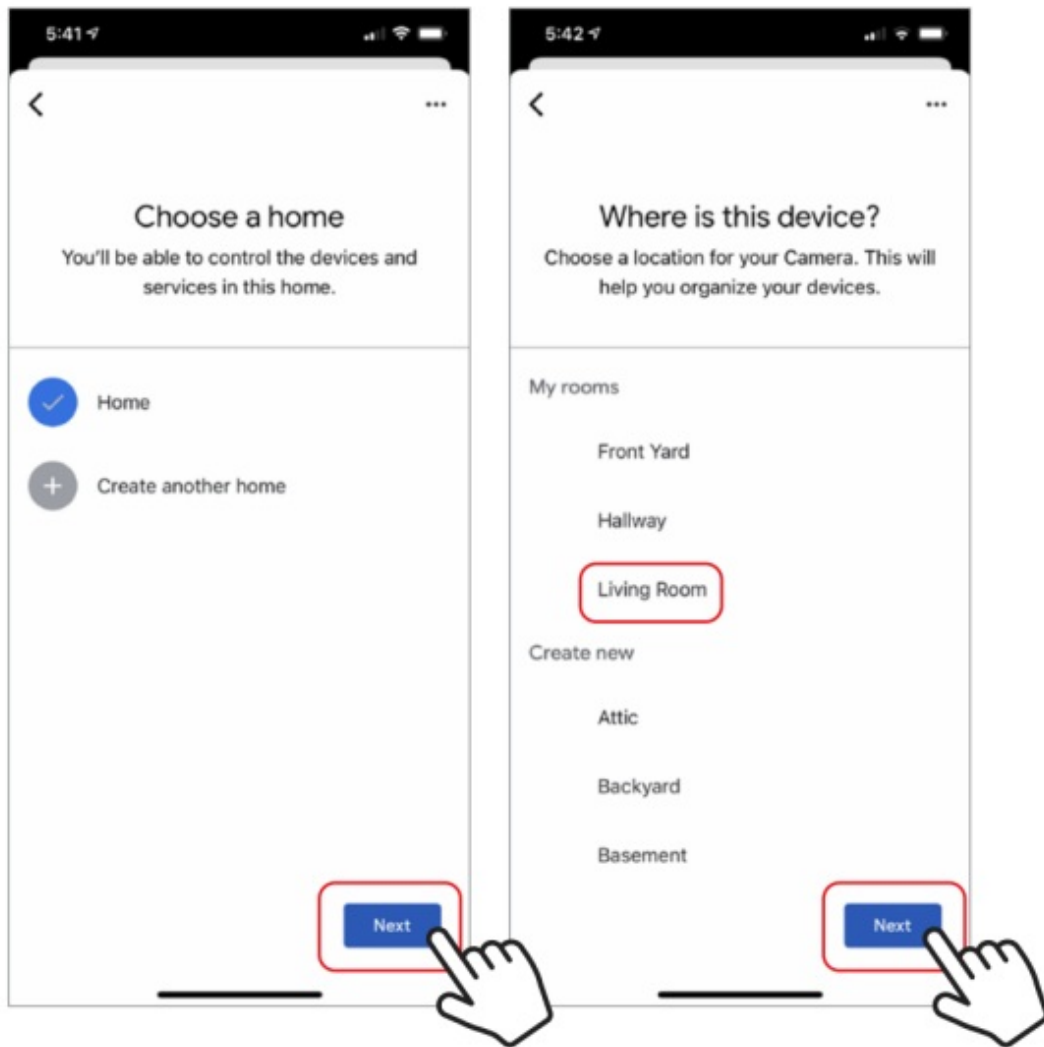 5:41
Choose a home
You'll be able to control the devices and
services in this home.
Home
Create another home
Next
5:42
Where is this device?
Choose a location for your Camera. This will
help you organize your devices.
My rooms
Front Yard
Hallway
Living Room
Create new
Attic
Backyard
Basement
Next